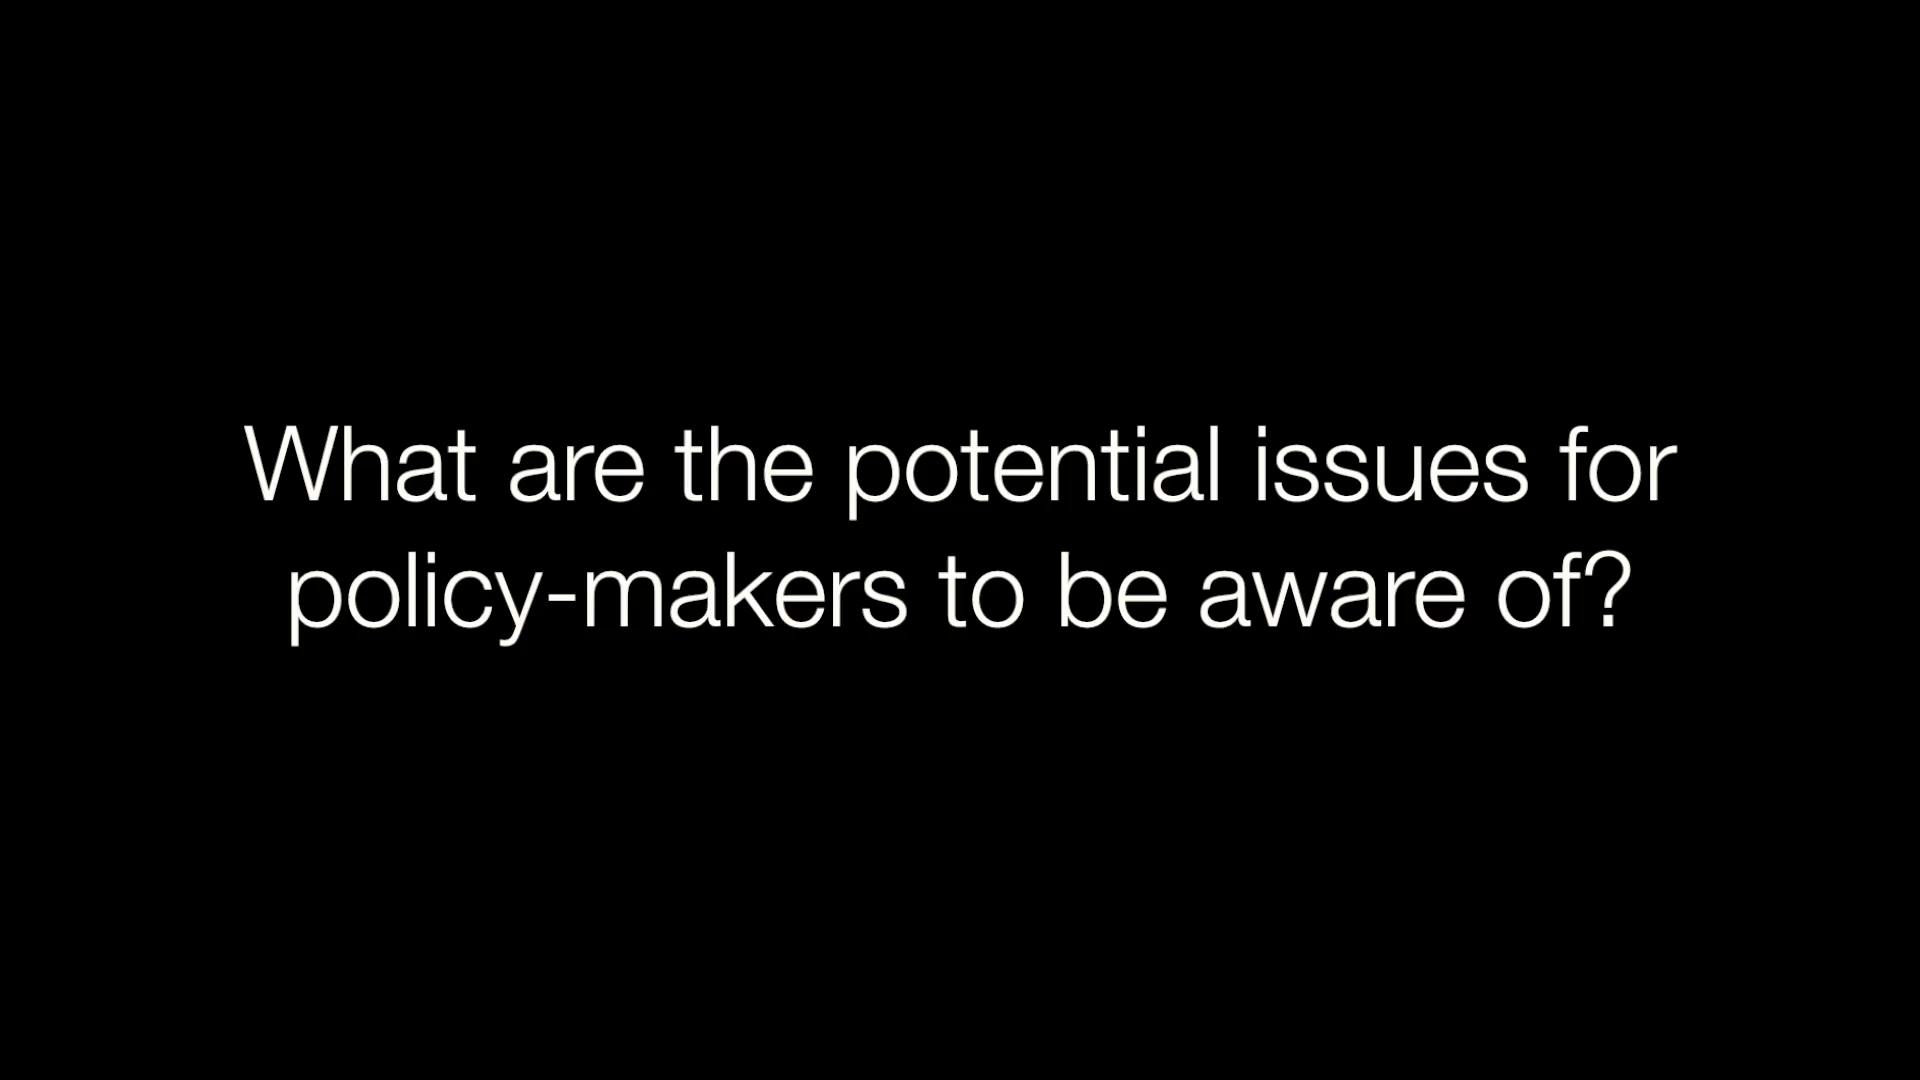 What are the potential issues for
policy-makers to be aware of?